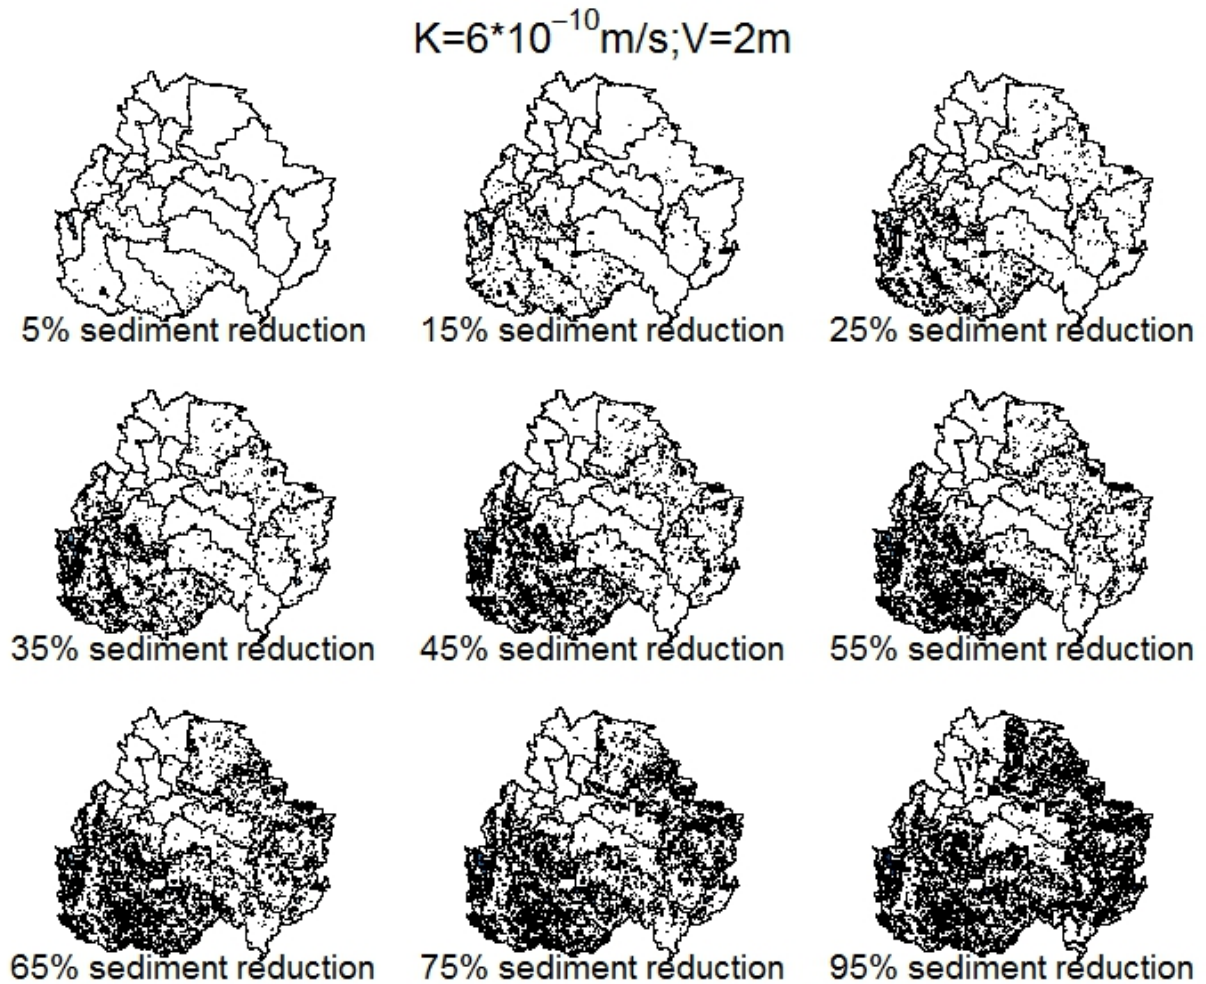 K=6*10⁻¹⁰m/s;V=2m
5% sediment reduction
15% sediment reduction
25% sediment reduction
35% sediment reduction
45% sediment reduction
55% sediment reduction
65% sediment reduction
75% sediment reduction
95% sediment reduction